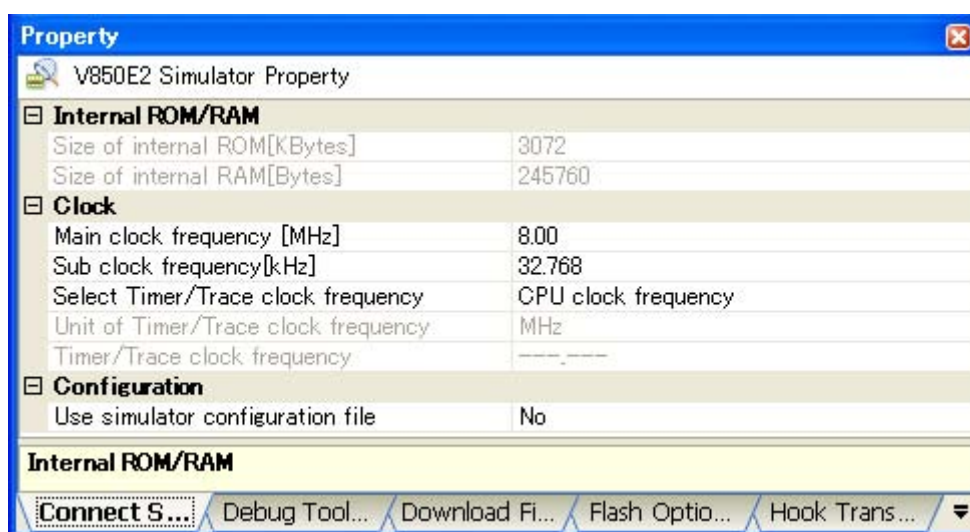 Property
V850E2 Simulator Property
Internal ROM/RAM
Size of internal ROM[KBytes] 3072
Size of internal RAM[Bytes] 245760
Clock
Main clock frequency [MHz] 8.00
Sub clock frequency[kHz] 32.768
Select Timer/Trace clock frequency CPU clock frequency
Unit of Timer/Trace clock frequency MHz
Timer/Trace clock frequency ---.---
Configuration
Use simulator configuration file No
Internal ROM/RAM
Connect S... Debug Tool... Download Fi... Flash Optio... Hook Trans...